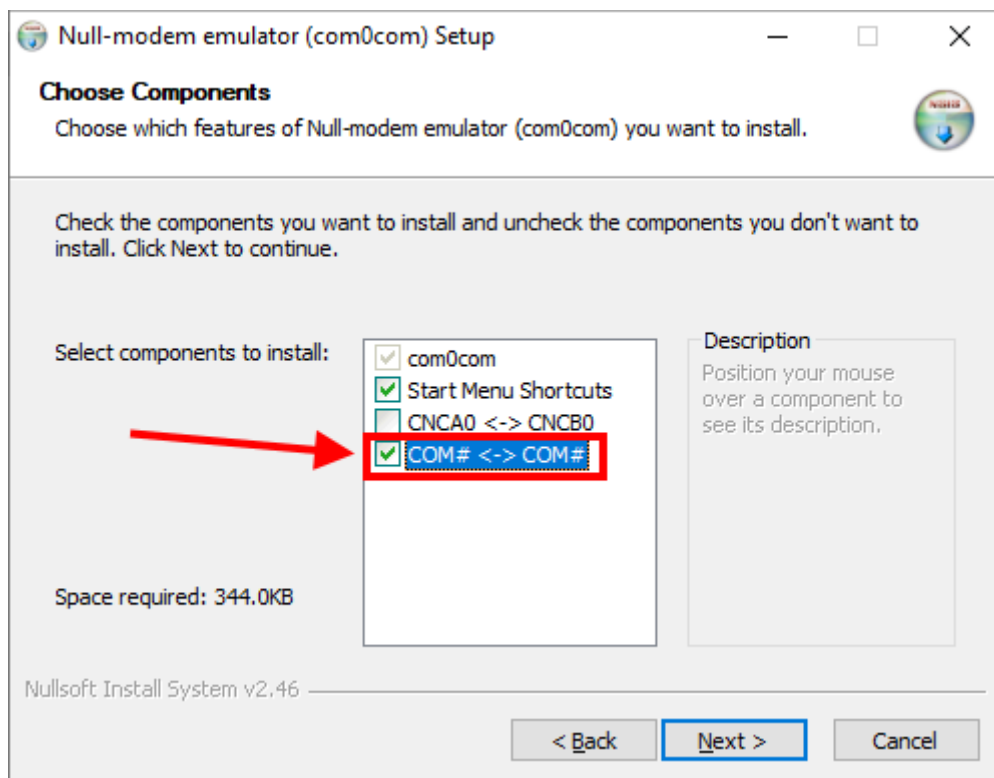 Null-modem emulator (com0com) Setup
Choose Components
Choose which features of Null-modem emulator (com0com) you want to install.
Check the components you want to install and uncheck the components you don't want to
install. Click Next to continue.
Select components to install:
com0com
Start Menu Shortcuts
CNCA0 <-> CNCB0
COM# <-> COM#
Description
Position your mouse
over a component to
see its description.
Space required: 344.0KB
Nullsoft Install System v2.46
< Back
Next >
Cancel